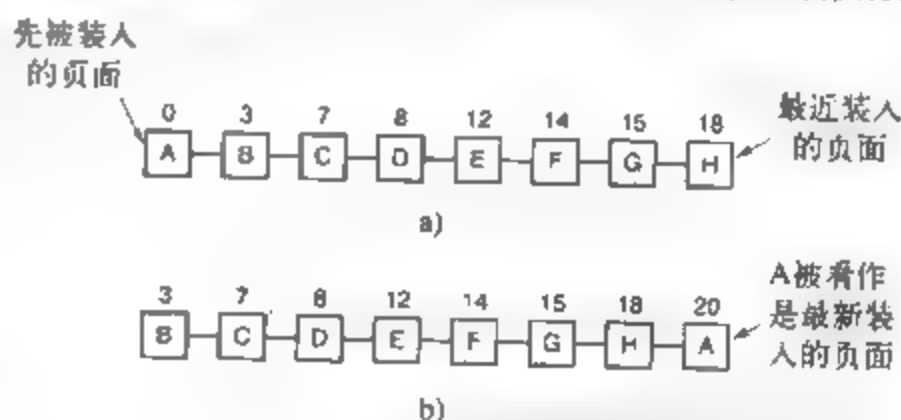 先被装入
的页面
0 3 7 8 12 14 15 18
A B C D E F G H
最近装入
的页面
a)
3 7 8 12 14 15 18 20
B C D E F G H A
A被看作
是最新装
入的页面
b)